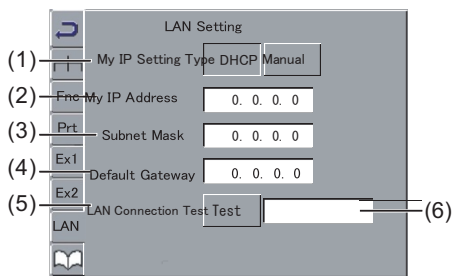 LAN Setting
(1) My IP Setting Type DHCP Manual
(2) Fnc My IP Address 0. 0. 0. 0
Prt
(3) Subnet Mask 0. 0. 0. 0
Ex1
(4) Default Gateway 0. 0. 0. 0
Ex2
(5) LAN Connection Test Test (6)
LAN